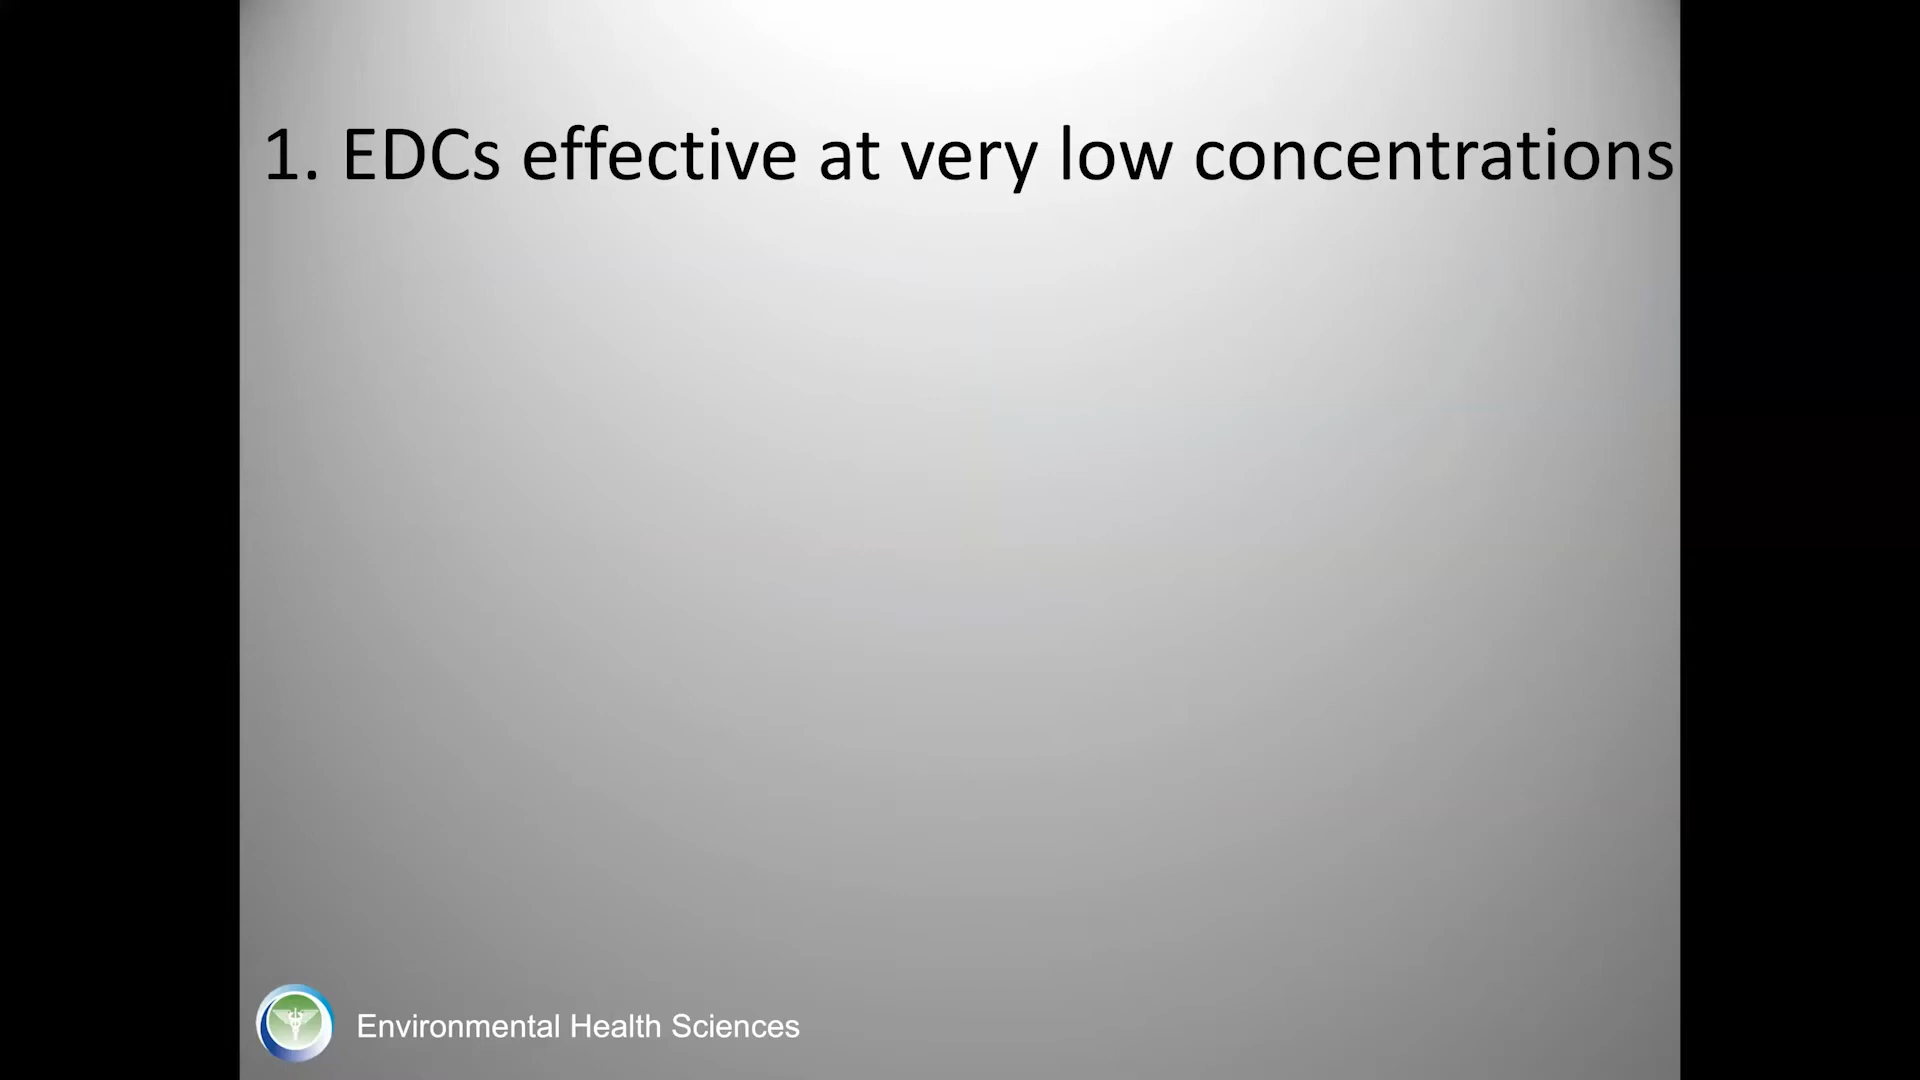 1. EDCs effective at very low concentrations
Environmental Health Sciences